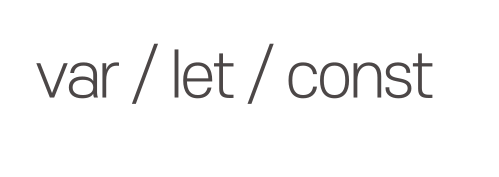 var / let / const